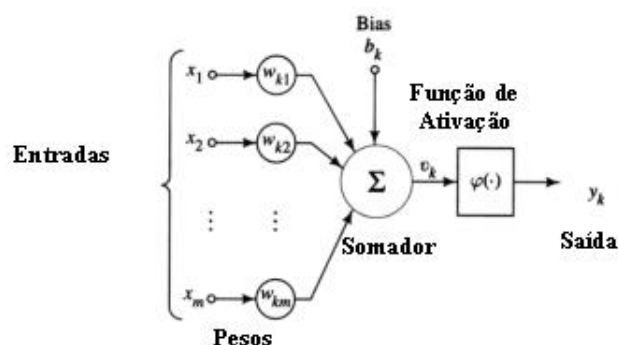 Bias
b_k
x_1
w_k1
Função de
Ativação
Entradas
x_2
w_k2
Σ
v_k
φ(·)
y_k
Somador
Saída
x_m
w_km
Pesos